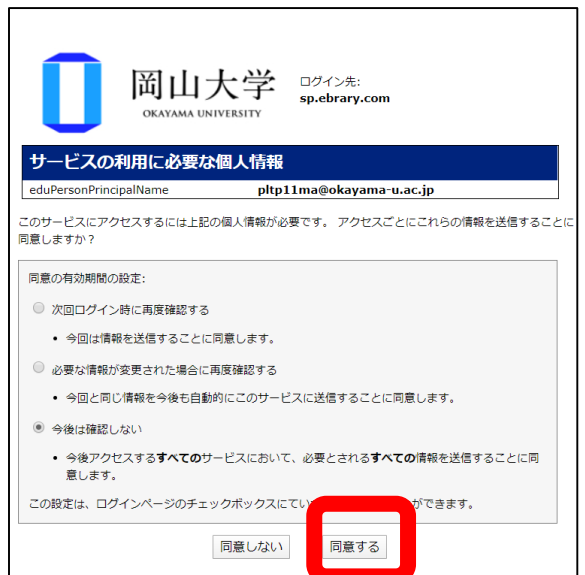 岡山大学
OKAYAMA UNIVERSITY
ログイン先:
sp.ebrary.com
サービスの利用に必要な個人情報
eduPersonPrincipalName pltp11ma@okayama-u.ac.jp
このサービスにアクセスするには上記の個人情報が必要です。 アクセスごとにこれらの情報を送信することに
同意しますか？
同意の有効期間の設定:
次回ログイン時に再度確認する
• 今回は情報を送信することに同意します。
必要な情報が変更された場合に再度確認する
• 今回と同じ情報を今後も自動的にこのサービスに送信することに同意します。
今後は確認しない
• 今後アクセスするすべてのサービスにおいて、必要とされるすべての情報を送信することに同
意します。
この設定は、ログインページのチェックボックスにてい ができます。
同意しない 同意する